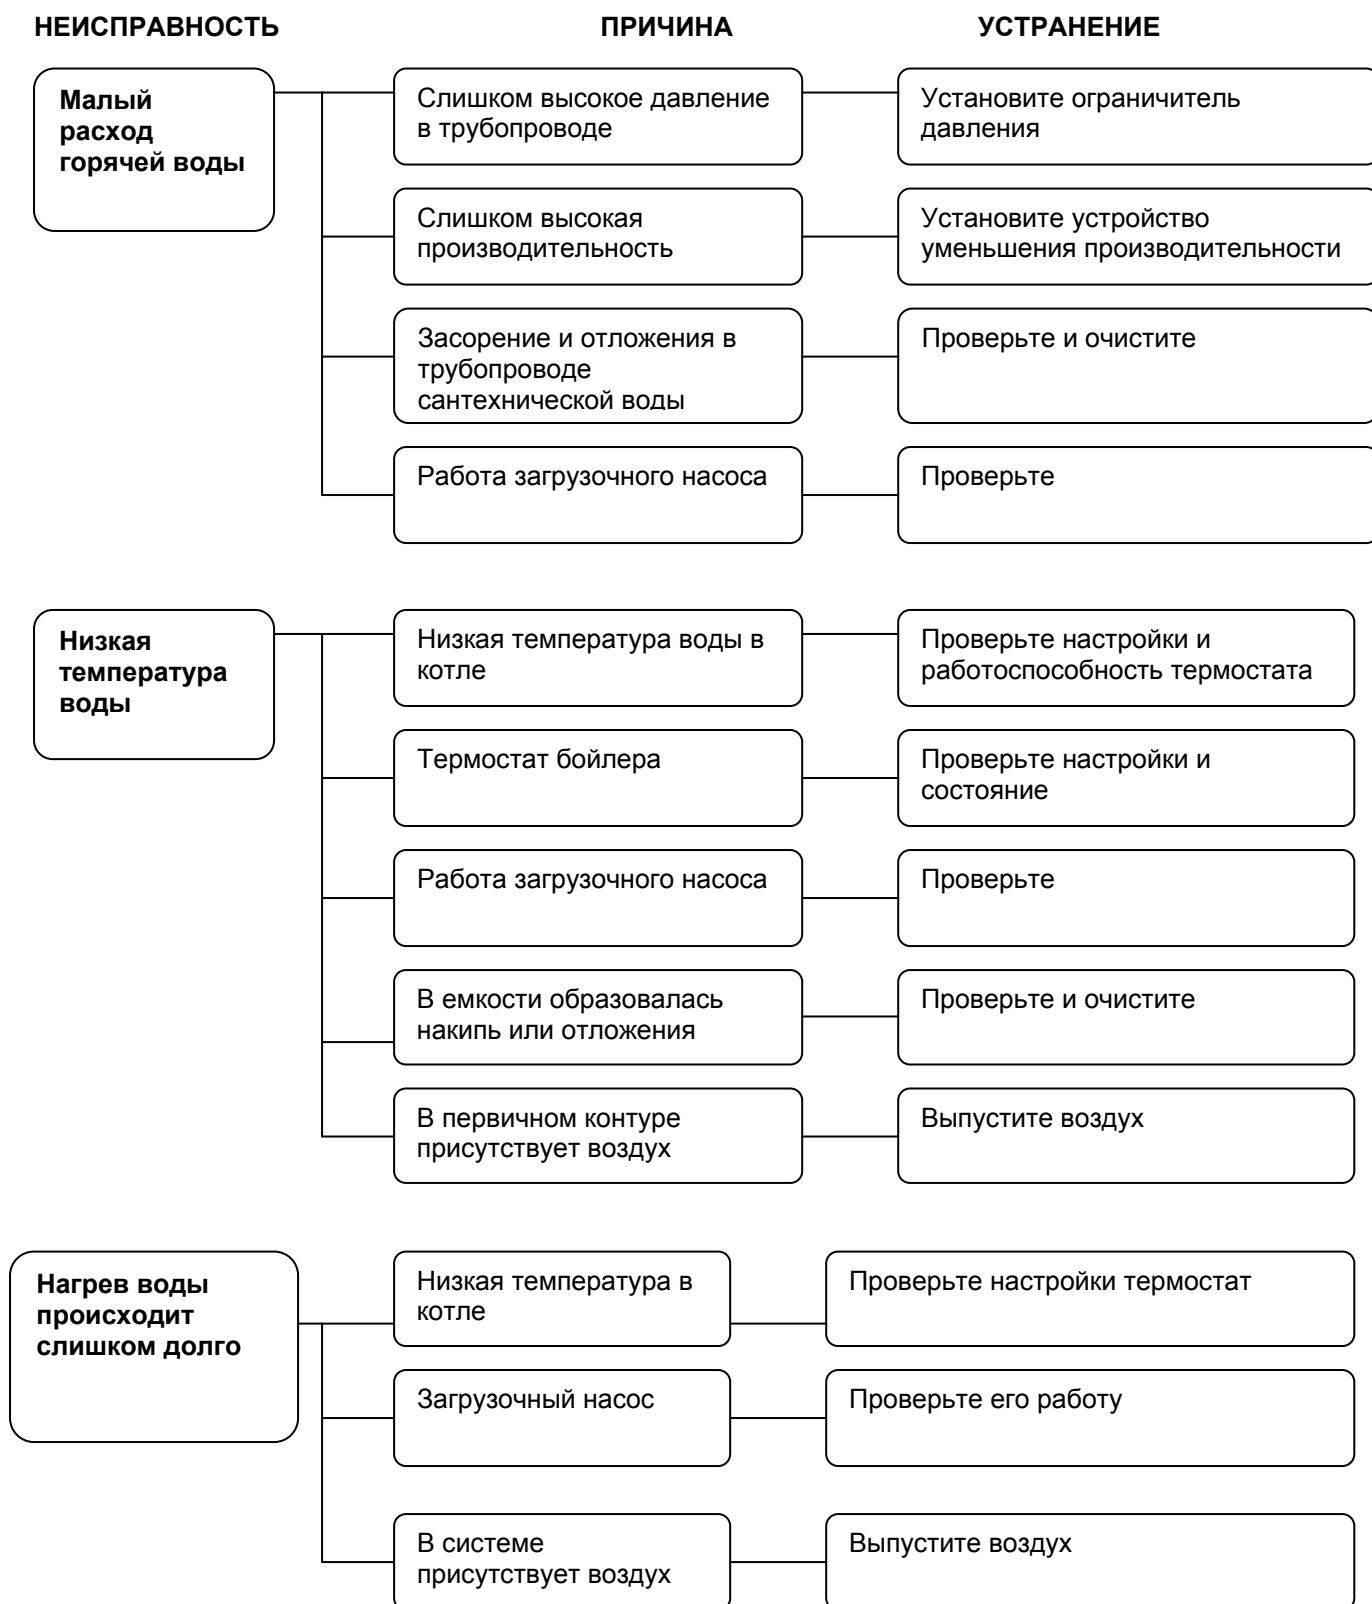 НЕИСПРАВНОСТЬ ПРИЧИНА УСТРАНЕНИЕ
Малый
расход
горячей воды
Слишком высокое давление
в трубопроводе
Установите ограничитель
давления
Слишком высокая
производительность
Установите устройство
уменьшения производительности
Засорение и отложения в
трубопроводе
сантехнической воды
Проверьте и очистите
Работа загрузочного насоса
Проверьте
Низкая
температура
воды
Низкая температура воды в
котле
Проверьте настройки и
работоспособность термостата
Термостат бойлера
Проверьте настройки и
состояние
Работа загрузочного насоса
Проверьте
В емкости образовалась
накипь или отложения
Проверьте и очистите
В первичном контуре
присутствует воздух
Выпустите воздух
Нагрев воды
происходит
слишком долго
Низкая температура в
котле
Проверьте настройки термостат
Загрузочный насос
Проверьте его работу
В системе
присутствует воздух
Выпустите воздух